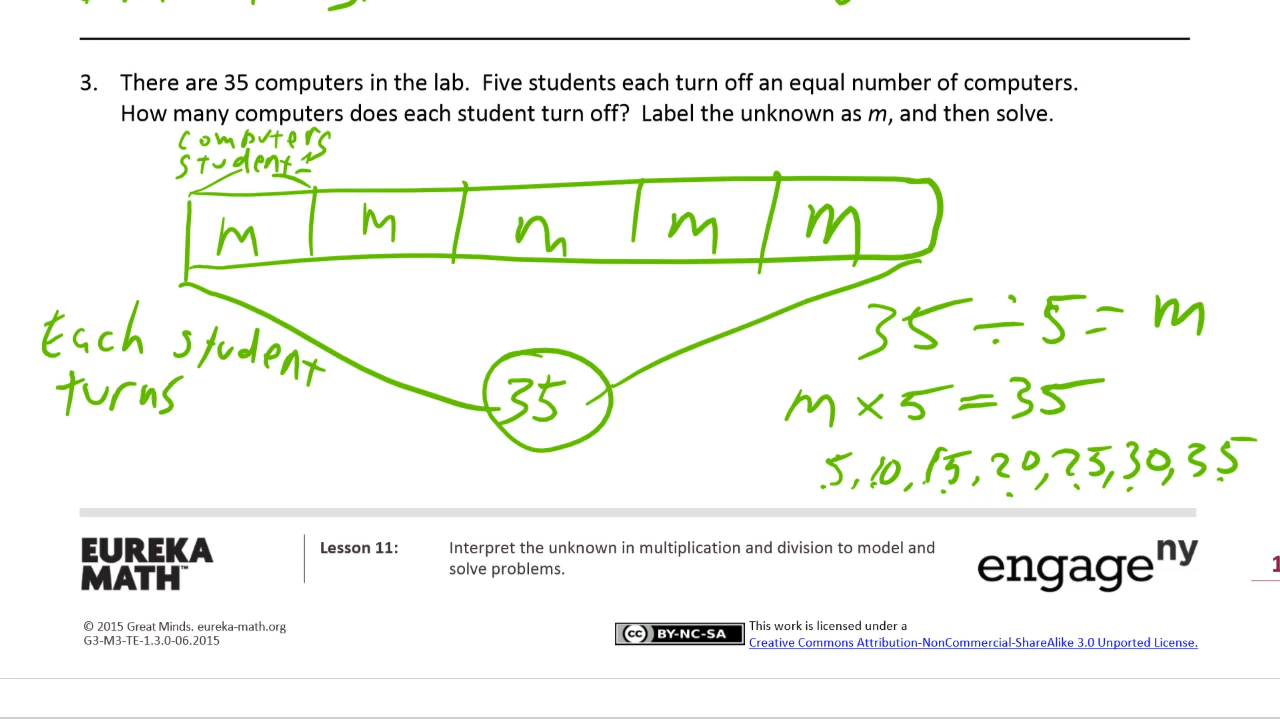 3. There are 35 computers in the lab. Five students each turn off an equal number of computers.
How many computers does each student turn off? Label the unknown as m, and then solve.
computers
student
m m m m m
Each student
turns
35
35 ÷ 5 = m
m × 5 = 35
5, 10, 15, 20, 25, 30, 35
EUREKA
MATH™
Lesson 11:
Interpret the unknown in multiplication and division to model and
solve problems.
engageny
1
© 2015 Great Minds. eureka-math.org
G3-M3-TE-1.3.0-06.2015
cc BY-NC-SA
This work is licensed under a
Creative Commons Attribution-NonCommercial-ShareAlike 3.0 Unported License.